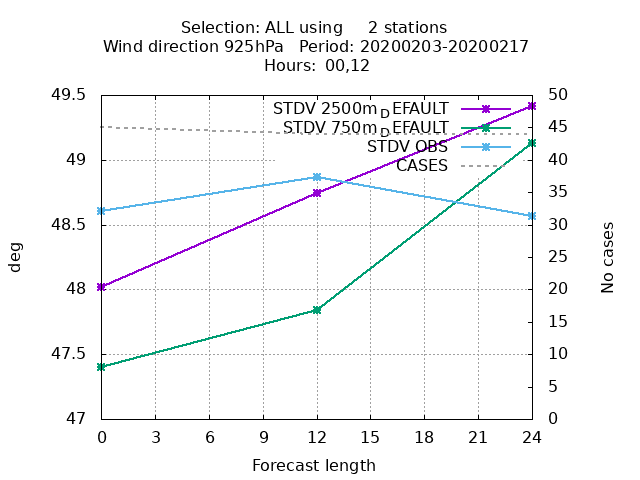 Selection: ALL using 2 stations
Wind direction 925hPa Period: 20200203-20200217
Hours: 00,12
STDV 2500m_DEFAULT
STDV 750m_DEFAULT
STDV OBS
CASES
49.5
49
48.5
48
47.5
47
deg
50
45
40
35
30
25
20
15
10
5
0
No cases
0 3 6 9 12 15 18 21 24
Forecast length